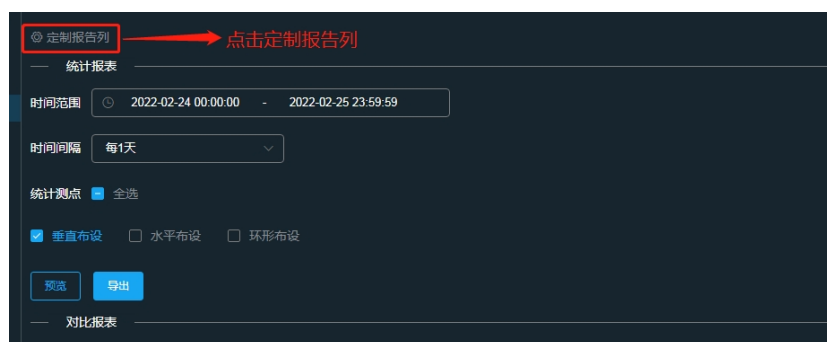 定制报告列 点击定制报告列
统计报表
时间范围 2022-02-24 00:00:00 - 2022-02-25 23:59:59
时间间隔 每1天
统计测点 全选
垂直布设 水平布设 环形布设
预览 导出
对比报表